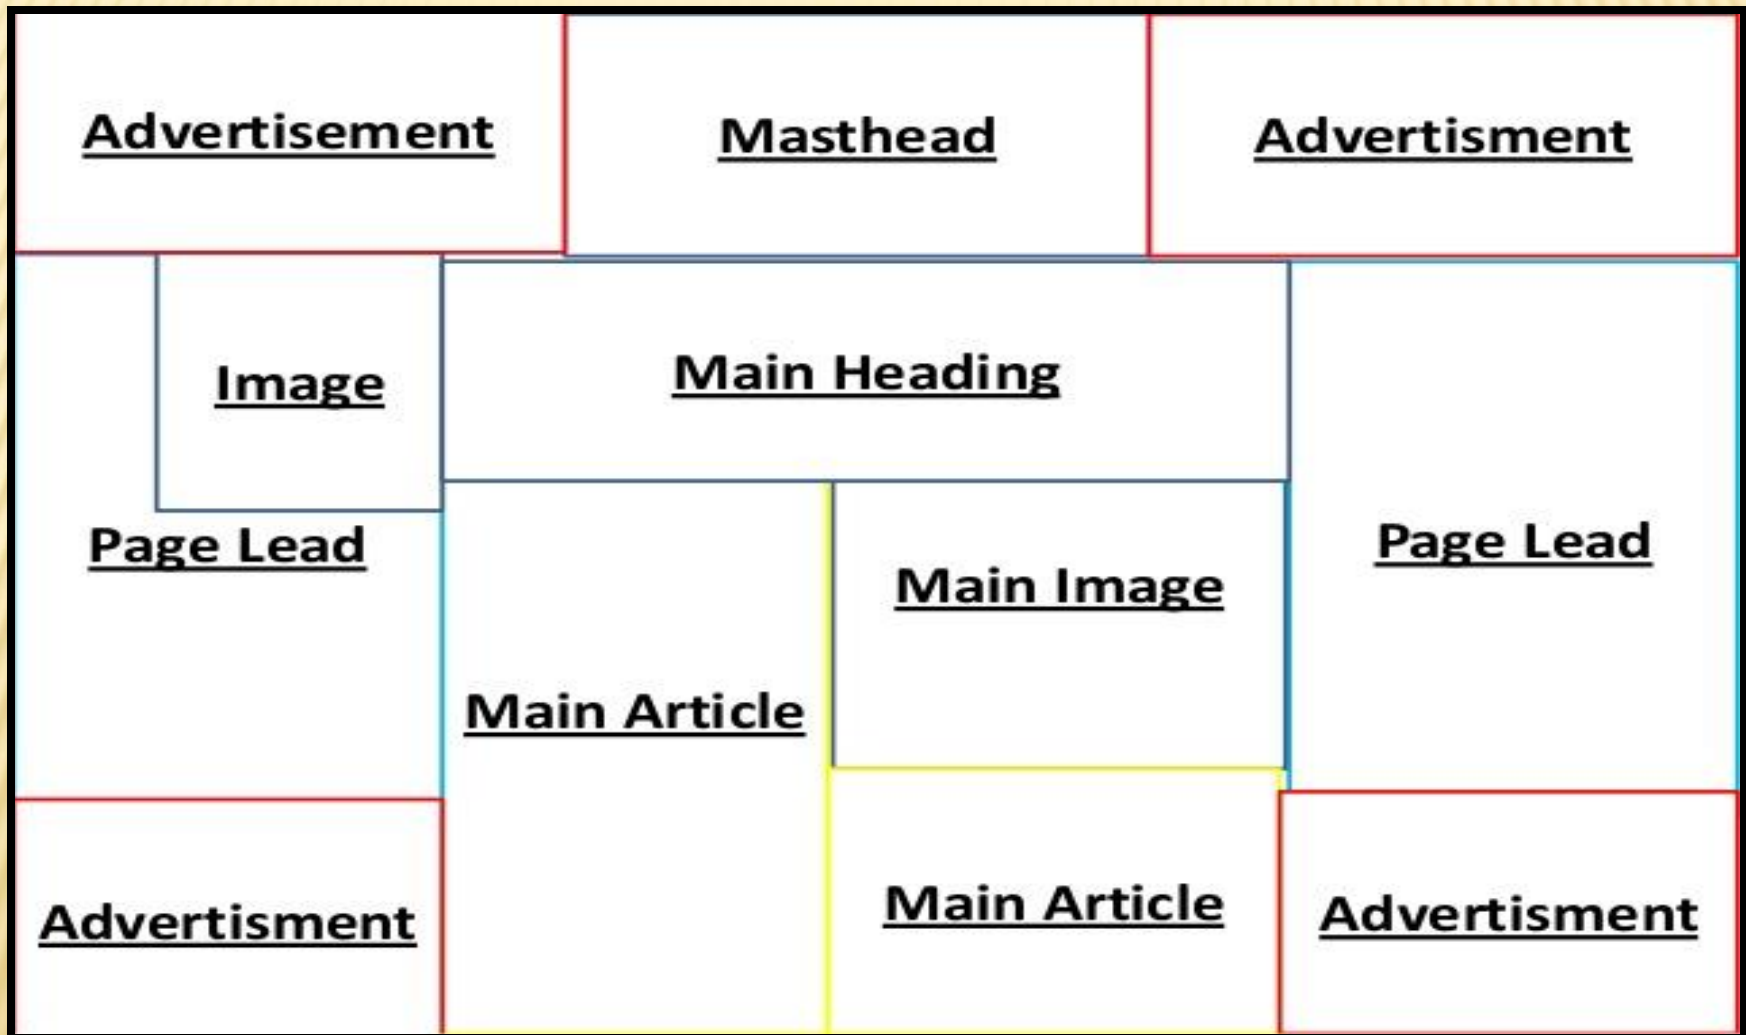 Advertisement
Masthead
Advertisment
Image
Main Heading
Page Lead
Page Lead
Main Image
Main Article
Main Article
Advertisment
Advertisment